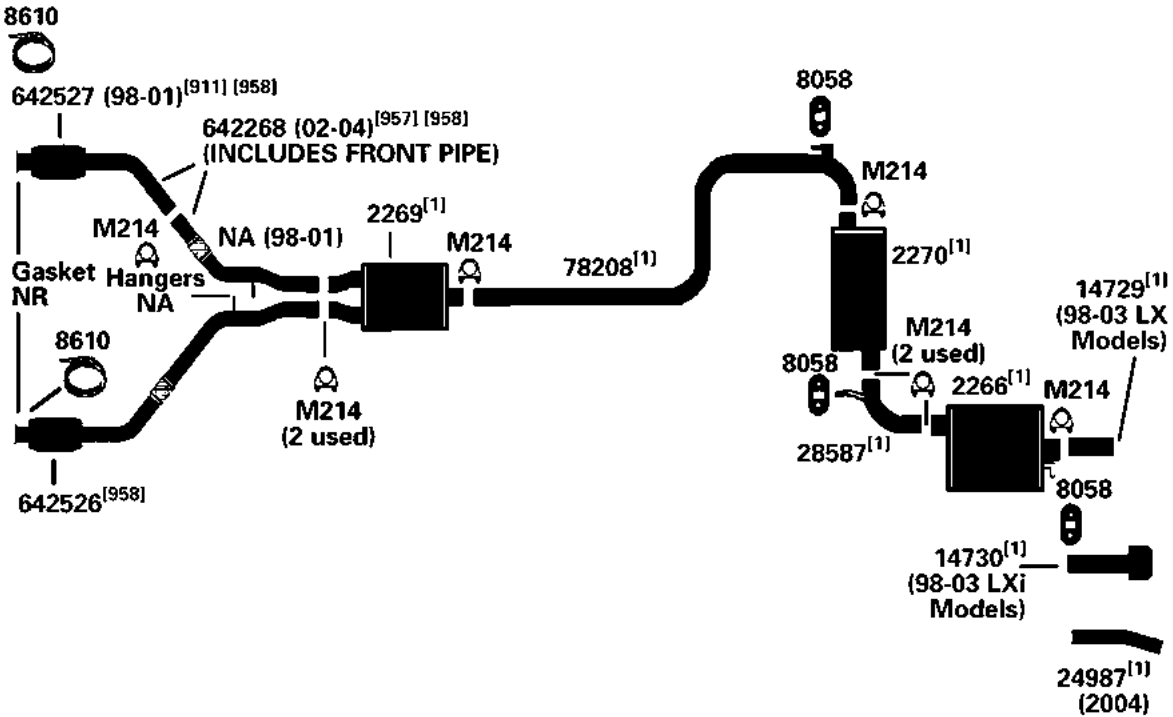 8610
642527 (98-01)[911] [958]
642268 (02-04)[957] [958]
(INCLUDES FRONT PIPE)
8058
M214
M214
NA (98-01)
2269[1]
M214
78208[1]
2270[1]
Gasket
NR
Hangers
NA
14729[1]
(98-03 LX
Models)
8610
M214
(2 used)
M214
(2 used)
8058
2266[1]
M214
28587[1]
642526[958]
8058
14730[1]
(98-03 LXi
Models)
24987[1]
(2004)